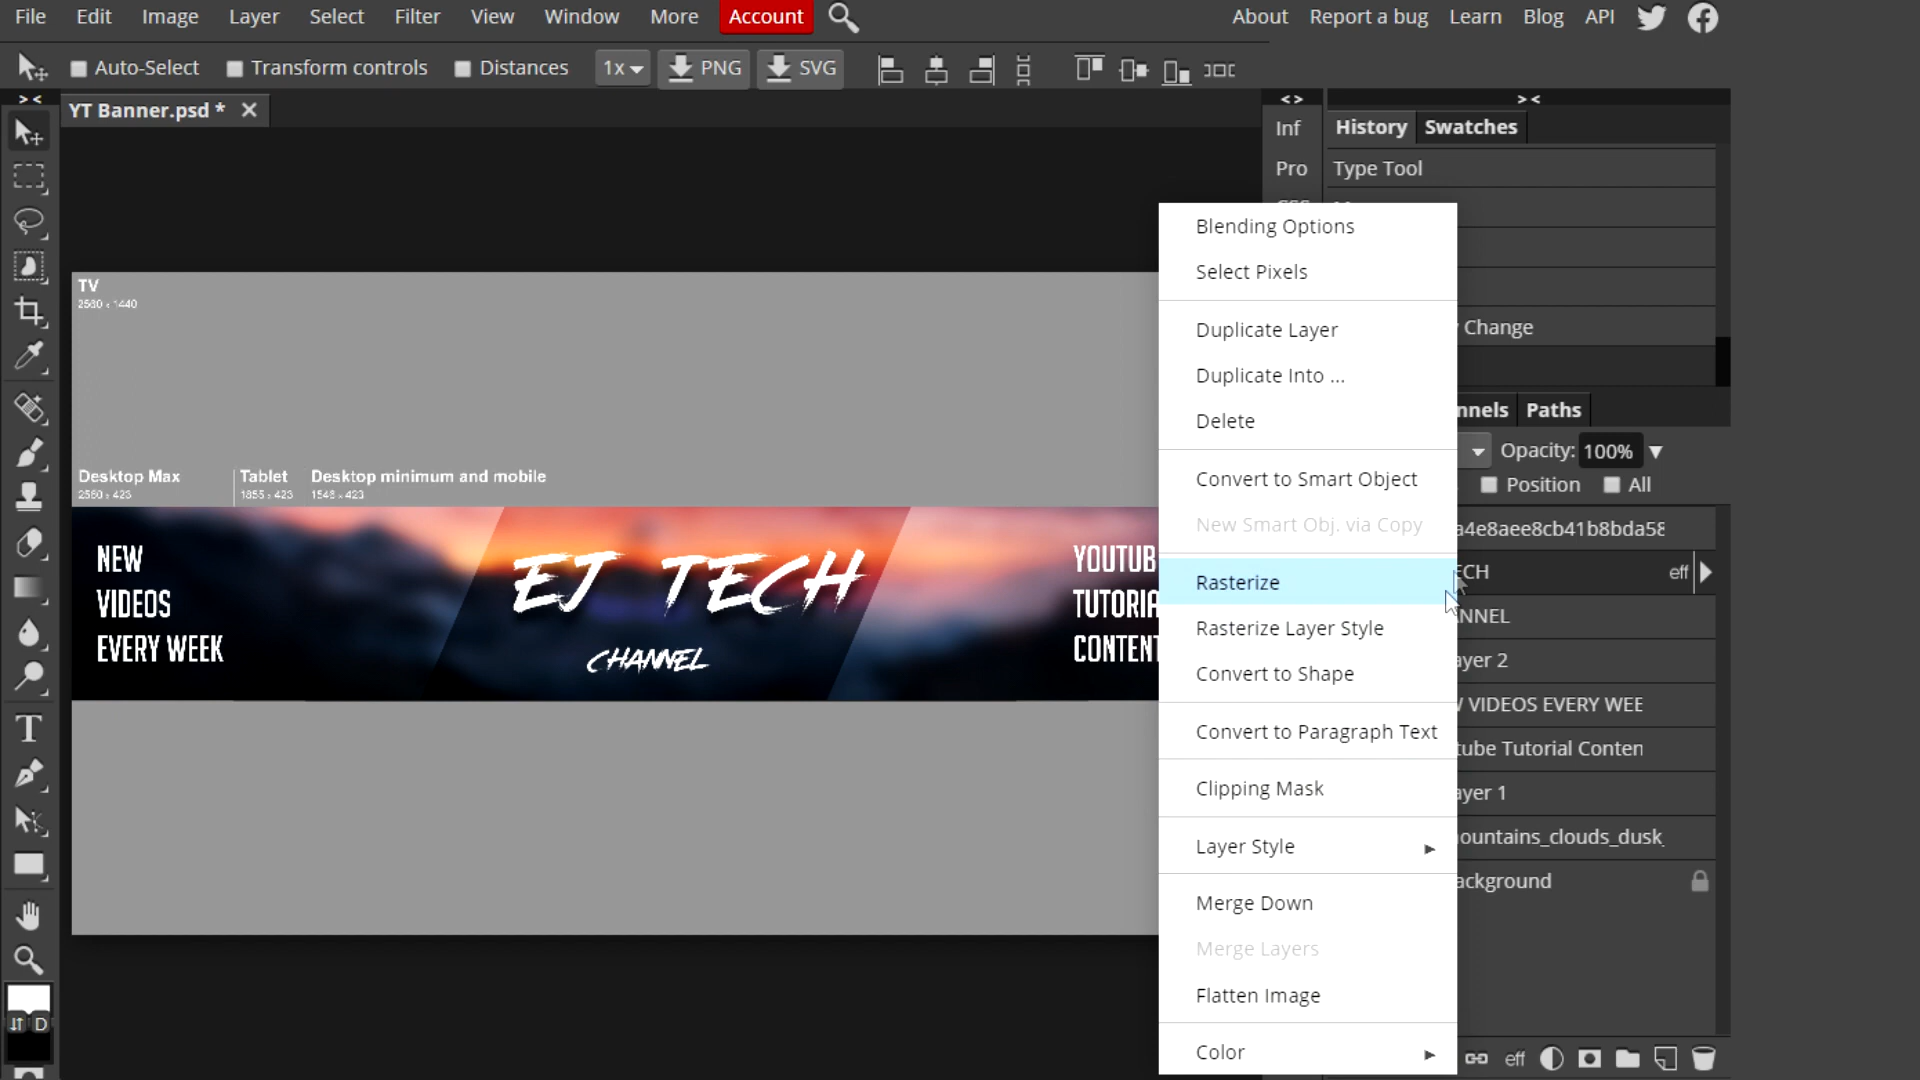 File Edit Image Layer Select Filter View Window More Account About Report a bug Learn Blog API
Auto-Select Transform controls Distances 1x PNG SVG
YT Banner.psd *
Inf
Pro
History Swatches
Type Tool
Change
nnels Paths
Opacity: 100%
Position All
a4e8aee8cb41b8bda58
ECH eff
NNEL
ayer 2
VIDEOS EVERY WEE
tube Tutorial Conten
ayer 1
ountains_clouds_dusk_
ackground
eff
Blending Options
Select Pixels
Duplicate Layer
Duplicate Into ...
Delete
Convert to Smart Object
New Smart Obj. via Copy
Rasterize
Rasterize Layer Style
Convert to Shape
Convert to Paragraph Text
Clipping Mask
Layer Style
Merge Down
Merge Layers
Flatten Image
Color
TV
2560 x 1440
Desktop Max Tablet Desktop minimum and mobile
2560 x 423 1855 x 423 1546 x 423
NEW
VIDEOS
EVERY WEEK
EJ TECH
CHANNEL
YOUTUB
TUTORIA
CONTENT
T
D